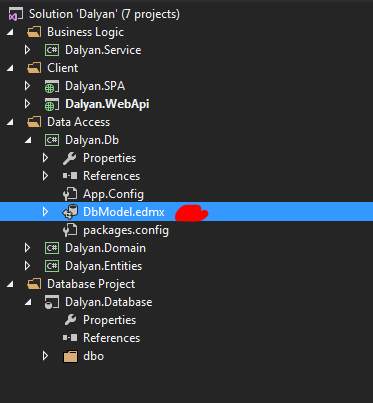 Solution 'Dalyan' (7 projects)
Business Logic
C# Dalyan.Service
Client
Dalyan.SPA
Dalyan.WebApi
Data Access
C# Dalyan.Db
Properties
References
App.Config
DbModel.edmx
packages.config
C# Dalyan.Domain
C# Dalyan.Entities
Database Project
Dalyan.Database
Properties
References
dbo